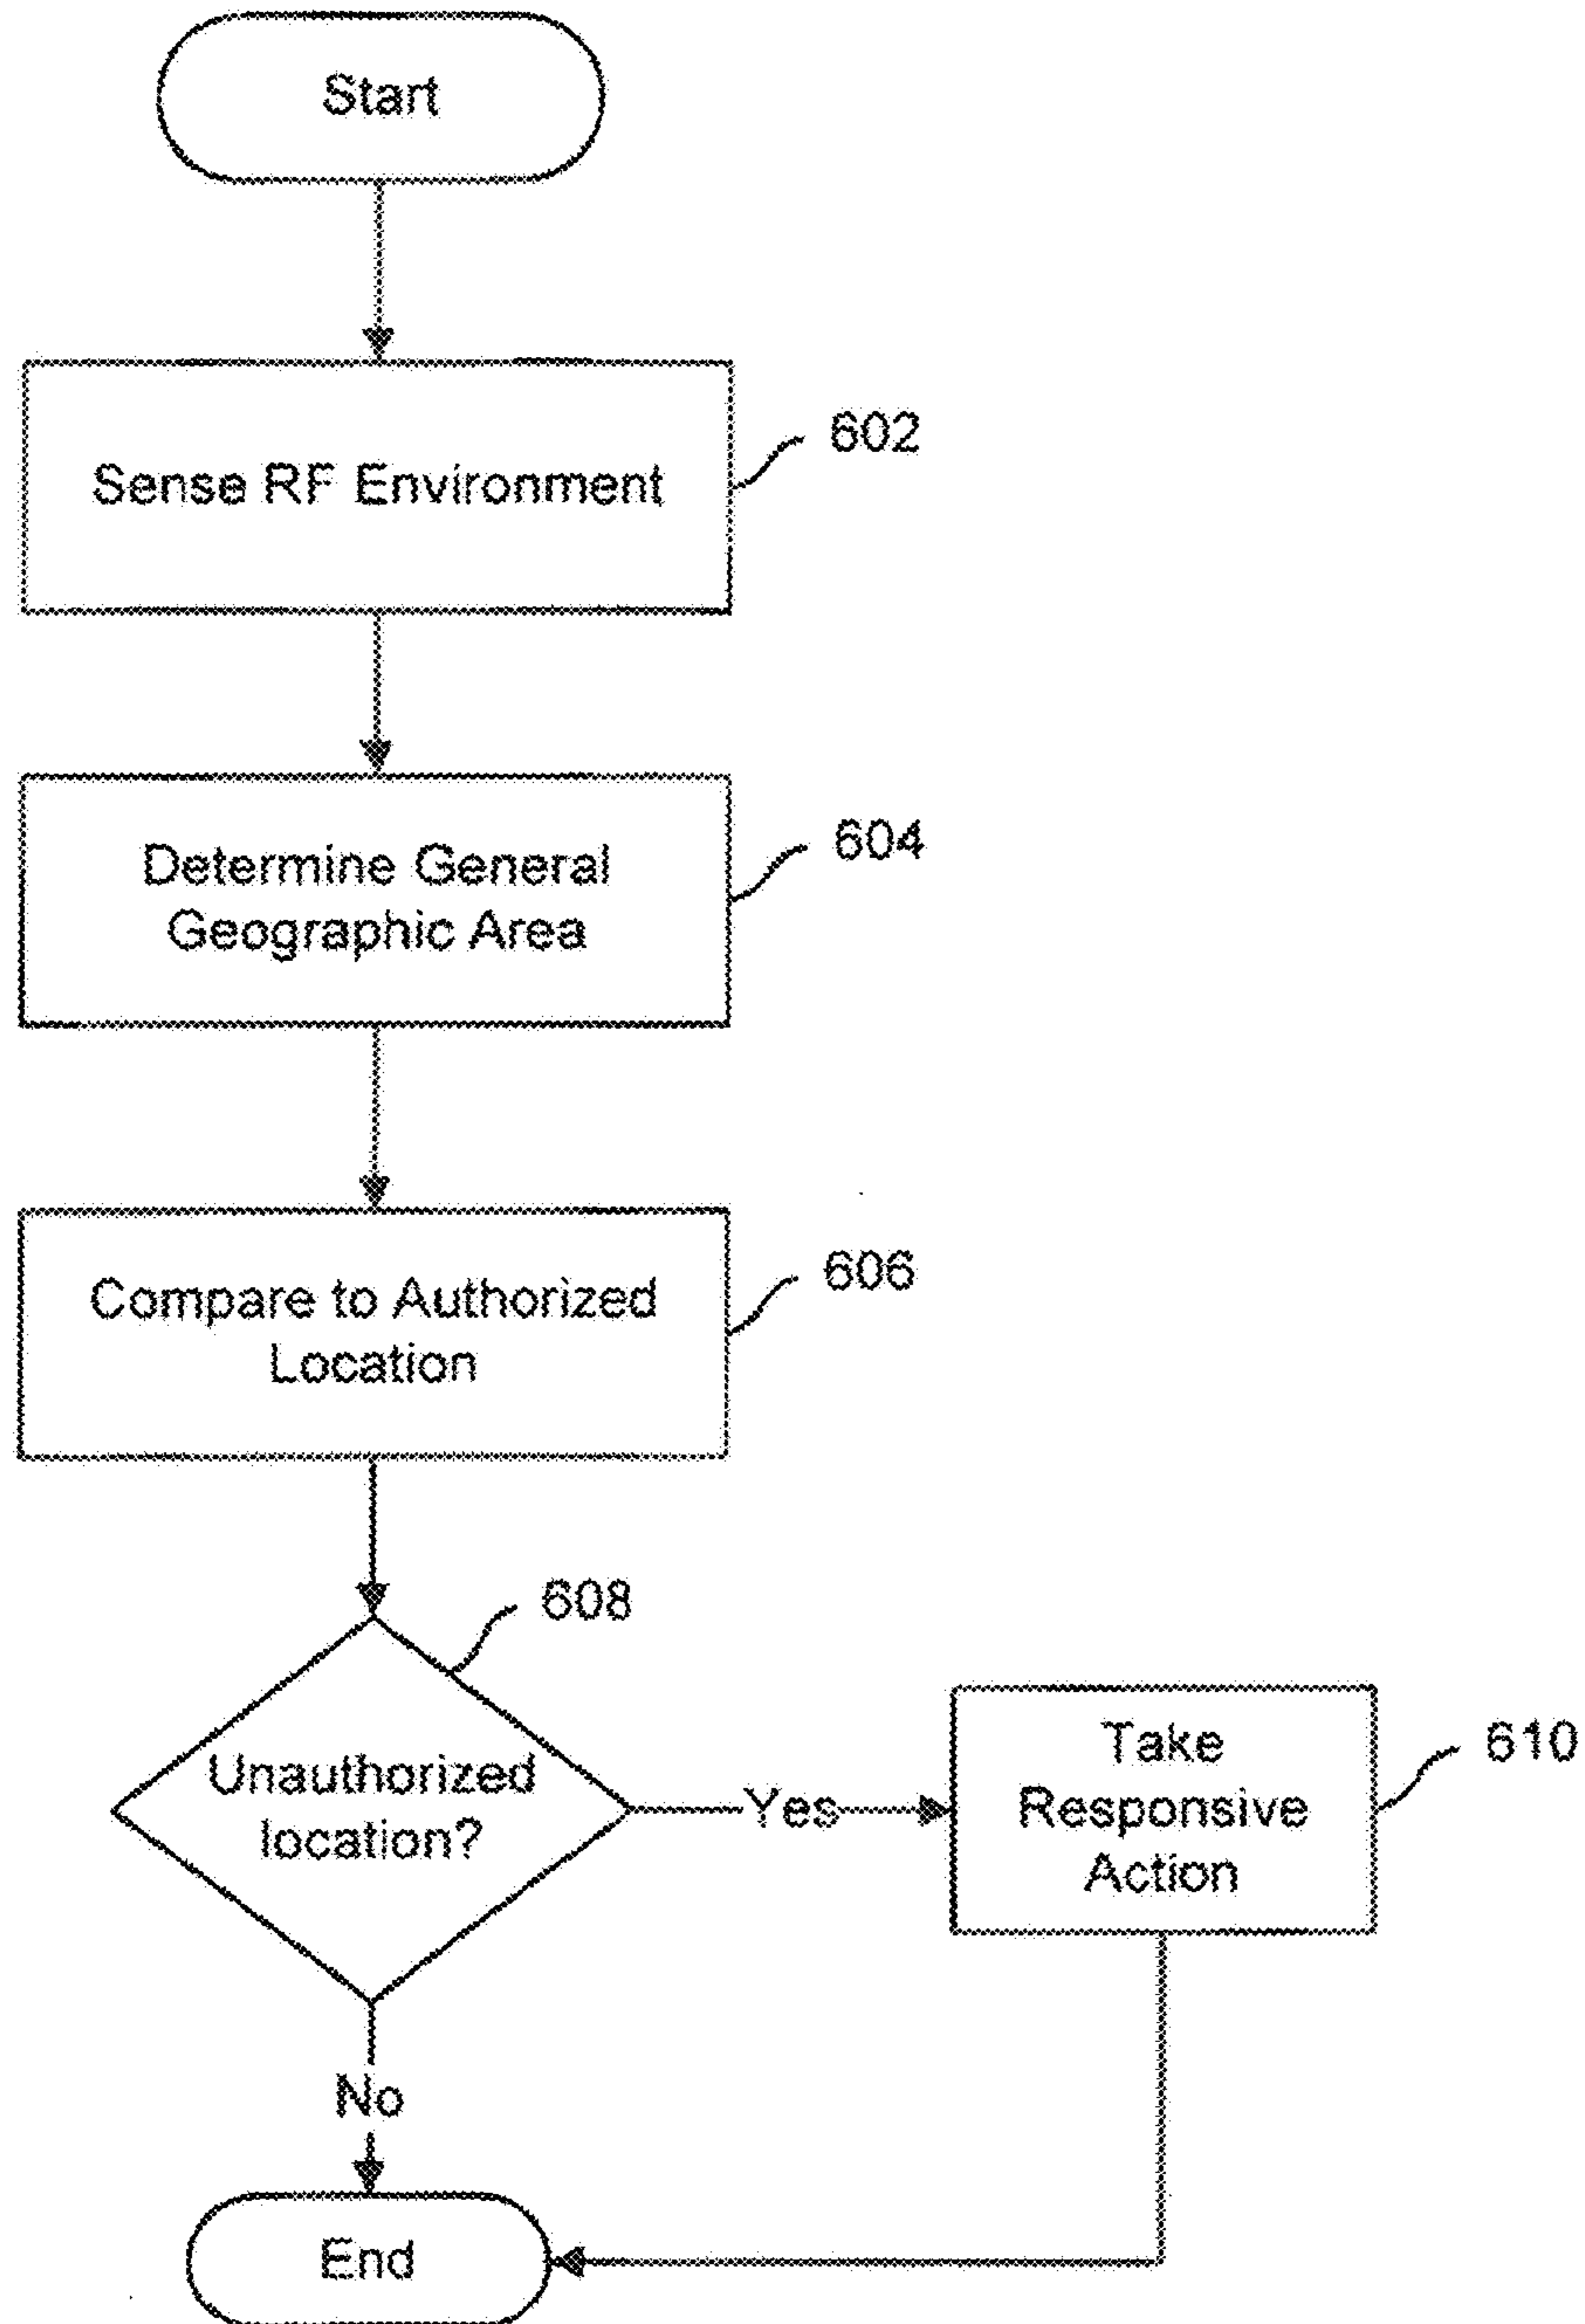 Start
Sense RF Environment
602
Determine General
Geographic Area
604
Compare to Authorized
Location
606
608
Unauthorized
location?
Yes
Take
Responsive
Action
610
No
End